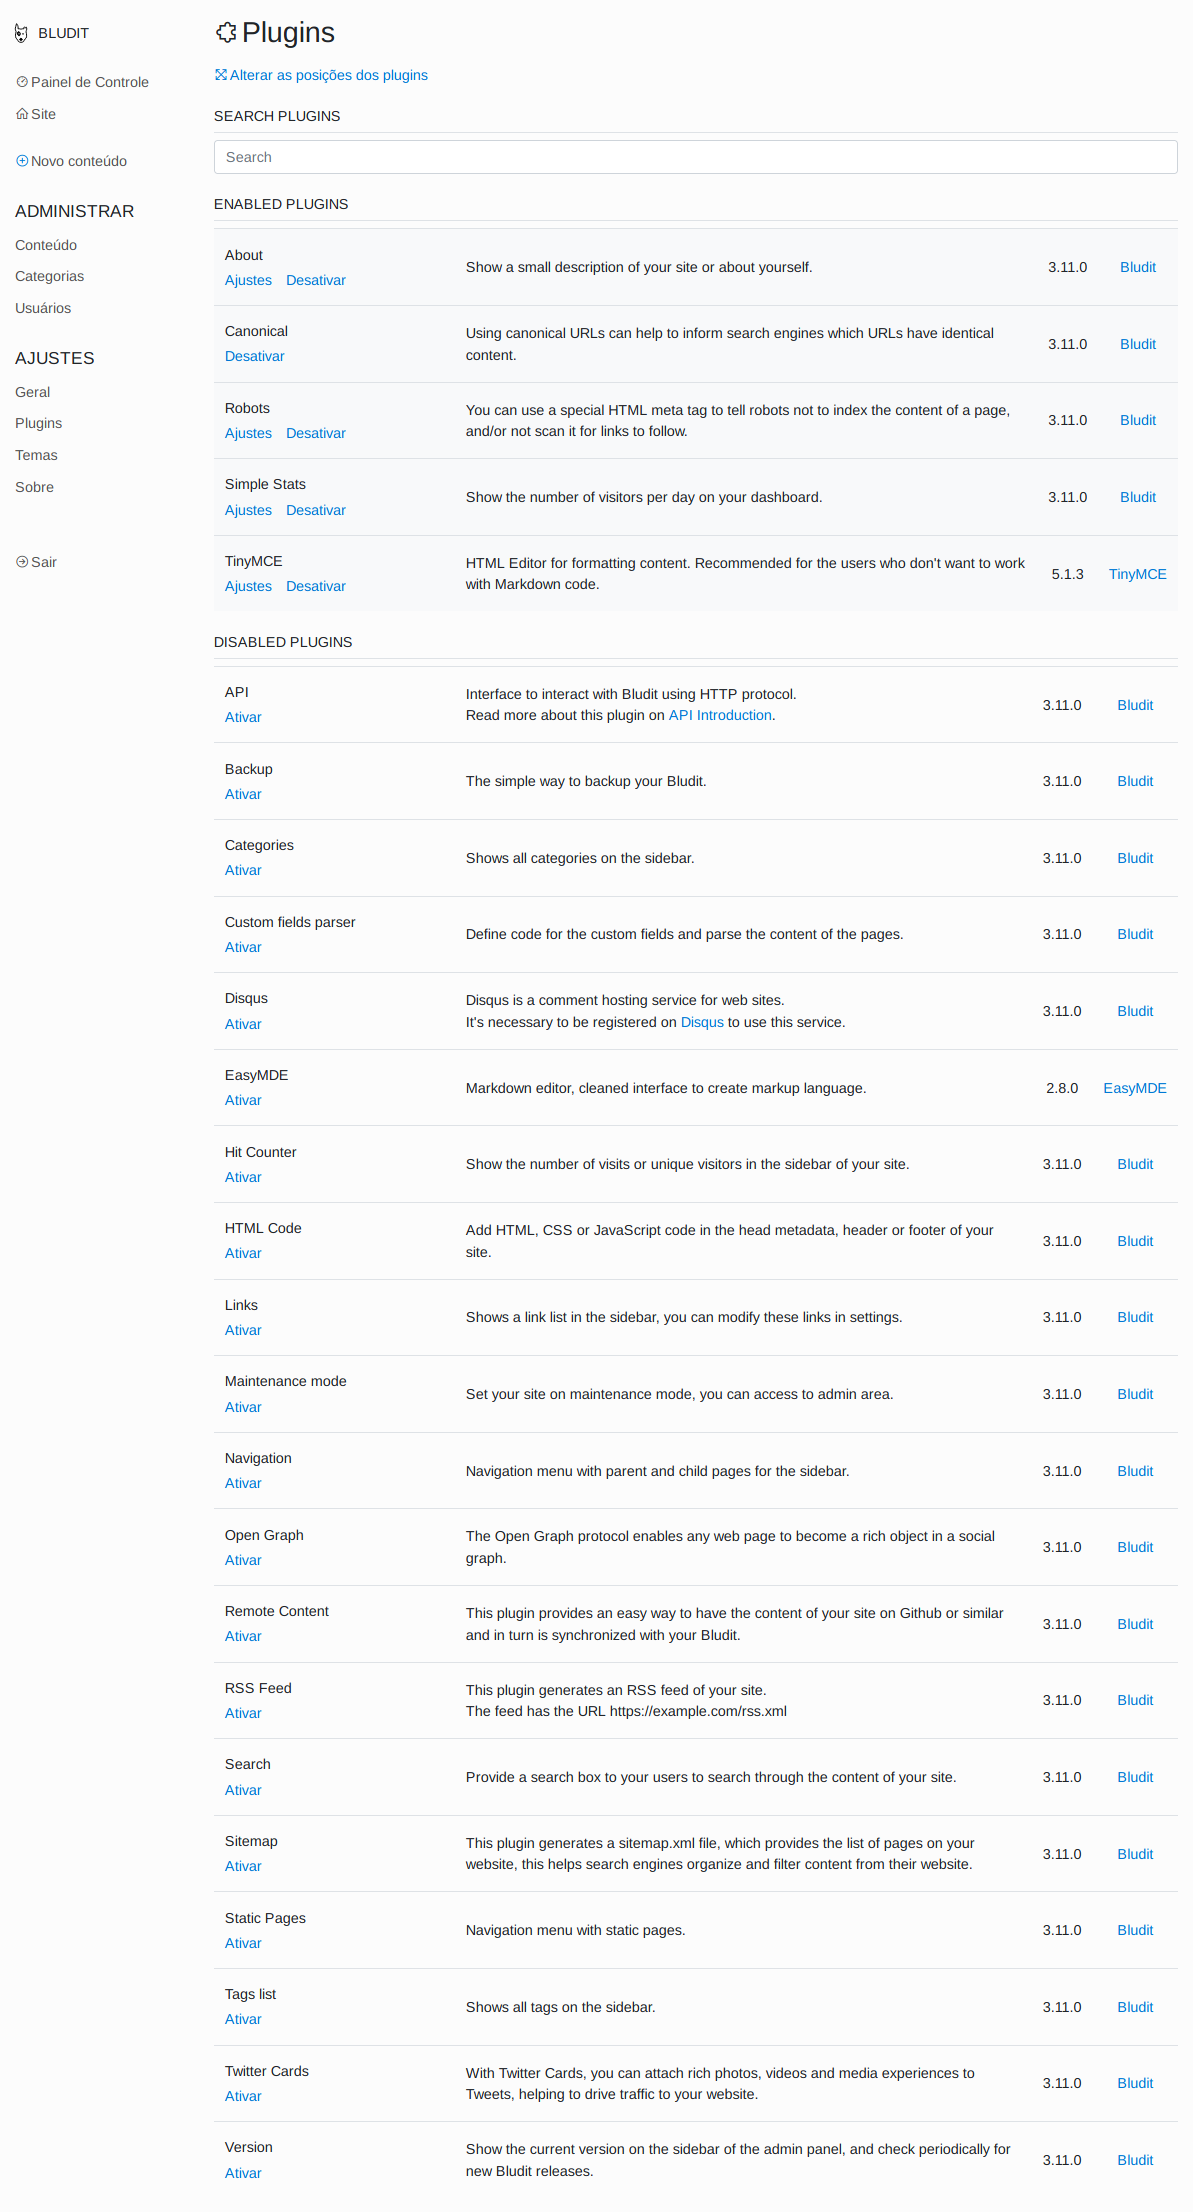 BLUDIT
Painel de Controle
Site
Novo conteúdo
ADMINISTRAR
Conteúdo
Categorias
Usuários
AJUSTES
Geral
Plugins
Temas
Sobre
Sair
Plugins
Alterar as posições dos plugins
SEARCH PLUGINS
Search
ENABLED PLUGINS
About
Ajustes Desativar
Show a small description of your site or about yourself.
3.11.0
Bludit
Canonical
Desativar
Using canonical URLs can help to inform search engines which URLs have identical
content.
3.11.0
Bludit
Robots
Ajustes Desativar
You can use a special HTML meta tag to tell robots not to index the content of a page,
and/or not scan it for links to follow.
3.11.0
Bludit
Simple Stats
Ajustes Desativar
Show the number of visitors per day on your dashboard.
3.11.0
Bludit
TinyMCE
Ajustes Desativar
HTML Editor for formatting content. Recommended for the users who don't want to work
with Markdown code.
5.1.3
TinyMCE
DISABLED PLUGINS
API
Ativar
Interface to interact with Bludit using HTTP protocol.
Read more about this plugin on API Introduction.
3.11.0
Bludit
Backup
Ativar
The simple way to backup your Bludit.
3.11.0
Bludit
Categories
Ativar
Shows all categories on the sidebar.
3.11.0
Bludit
Custom fields parser
Ativar
Define code for the custom fields and parse the content of the pages.
3.11.0
Bludit
Disqus
Ativar
Disqus is a comment hosting service for web sites.
It's necessary to be registered on Disqus to use this service.
3.11.0
Bludit
EasyMDE
Ativar
Markdown editor, cleaned interface to create markup language.
2.8.0
EasyMDE
Hit Counter
Ativar
Show the number of visits or unique visitors in the sidebar of your site.
3.11.0
Bludit
HTML Code
Ativar
Add HTML, CSS or JavaScript code in the head metadata, header or footer of your
site.
3.11.0
Bludit
Links
Ativar
Shows a link list in the sidebar, you can modify these links in settings.
3.11.0
Bludit
Maintenance mode
Ativar
Set your site on maintenance mode, you can access to admin area.
3.11.0
Bludit
Navigation
Ativar
Navigation menu with parent and child pages for the sidebar.
3.11.0
Bludit
Open Graph
Ativar
The Open Graph protocol enables any web page to become a rich object in a social
graph.
3.11.0
Bludit
Remote Content
Ativar
This plugin provides an easy way to have the content of your site on Github or similar
and in turn is synchronized with your Bludit.
3.11.0
Bludit
RSS Feed
Ativar
This plugin generates an RSS feed of your site.
The feed has the URL https://example.com/rss.xml
3.11.0
Bludit
Search
Ativar
Provide a search box to your users to search through the content of your site.
3.11.0
Bludit
Sitemap
Ativar
This plugin generates a sitemap.xml file, which provides the list of pages on your
website, this helps search engines organize and filter content from their website.
3.11.0
Bludit
Static Pages
Ativar
Navigation menu with static pages.
3.11.0
Bludit
Tags list
Ativar
Shows all tags on the sidebar.
3.11.0
Bludit
Twitter Cards
Ativar
With Twitter Cards, you can attach rich photos, videos and media experiences to
Tweets, helping to drive traffic to your website.
3.11.0
Bludit
Version
Ativar
Show the current version on the sidebar of the admin panel, and check periodically for
new Bludit releases.
3.11.0
Bludit